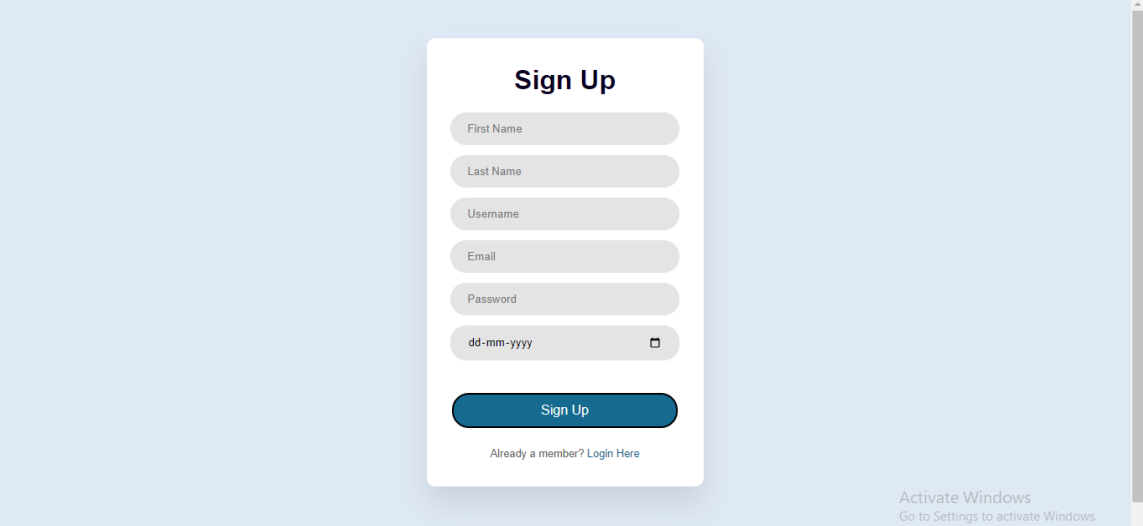 Sign Up
First Name
Last Name
Username
Email
Password
dd-mm-yyyy
Sign Up
Already a member? Login Here
Activate Windows
Go to Settings to activate Windows.